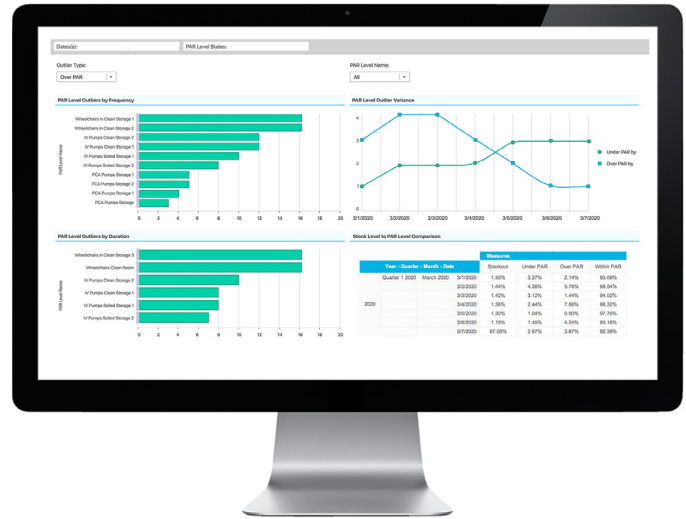 Dates(s):
PAR Level States:
Outlier Type:
Over PAR
PAR Level Name:
All
PAR Level Outliers by Frequency
PAR Level Name
Wheelchairs in Clean Storage 1
Wheelchairs in Clean Storage 2
IV Pumps Clean Storage 2
IV Pumps Clean Storage 1
IV Pumps Soiled Storage 1
IV Pumps Soiled Storage 2
PCA Pumps Storage 1
PCA Pumps Storage 2
PCA Pumps Storage 1
PCA Pumps Storage
0 2 4 6 8 10 12 14 16 18 20
PAR Level Outlier Variance
4
3
2
1
0
3/1/2020 3/2/2020 3/3/2020 3/4/2020 3/5/2020 3/6/2020 3/7/2020
Under PAR by
Over PAR by
PAR Level Outliers by Duration
PAR Level Name
Wheelchairs in Clean Storage 3
Wheelchairs Clean Room
IV Pumps Clean Storage 2
IV Pumps Clean Storage 1
IV Pumps Soiled Storage 1
IV Pumps Soiled Storage 2
0 2 4 6 8 10 12 14 16 18 20
Stock Level to PAR Level Comparison
Measures
Year - Quarter - Month - Date Stockout Under PAR Over PAR Within PAR
2020
Quarter 1 2020 March 2020 3/1/2020 1.50% 3.27% 2.14% 93.09%
3/2/2020 1.44% 4.26% 5.76% 88.54%
3/3/2020 1.42% 3.12% 1.44% 94.02%
3/4/2020 1.36% 2.44% 7.88% 88.32%
3/5/2020 1.30% 1.04% 0.90% 97.76%
3/6/2020 1.15% 1.45% 4.24% 93.16%
3/7/2020 87.00% 2.87% 3.87% 92.39%